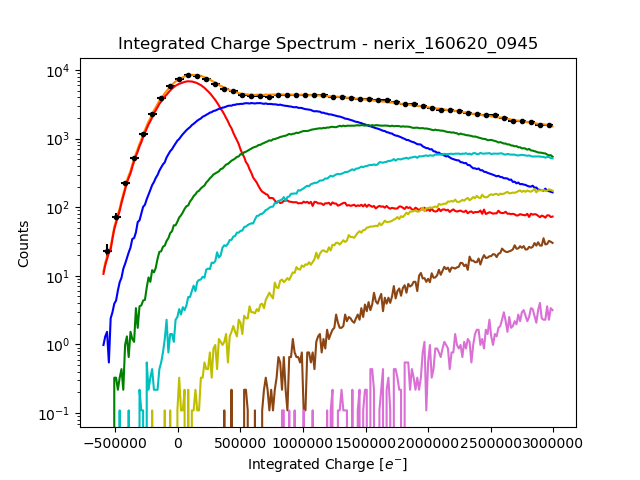 Integrated Charge Spectrum - nerix_160620_0945
Counts
10⁴
10³
10²
10¹
10⁰
10⁻¹
−500000 0 500000 1000000 1500000 2000000 2500000 3000000
Integrated Charge [e⁻]